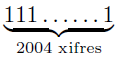 111......1
2004 xifres